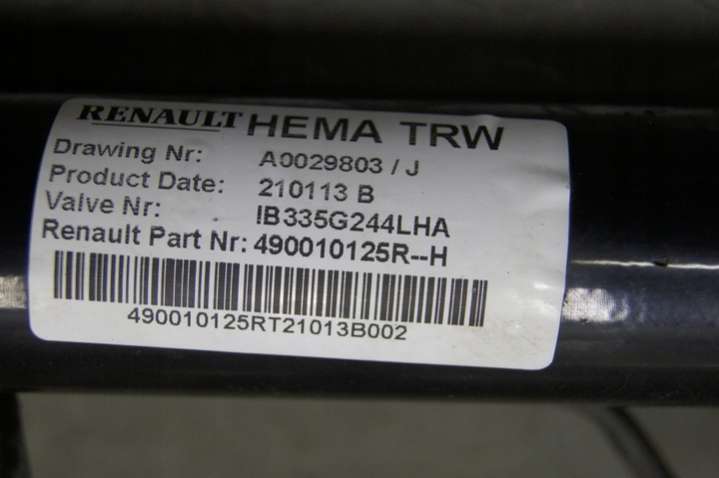 RENAULT HEMA TRW
Drawing Nr: A0029803 / J
Product Date: 210113 B
Valve Nr: IB335G244LHA
Renault Part Nr: 490010125R--H
490010125RT21013B002